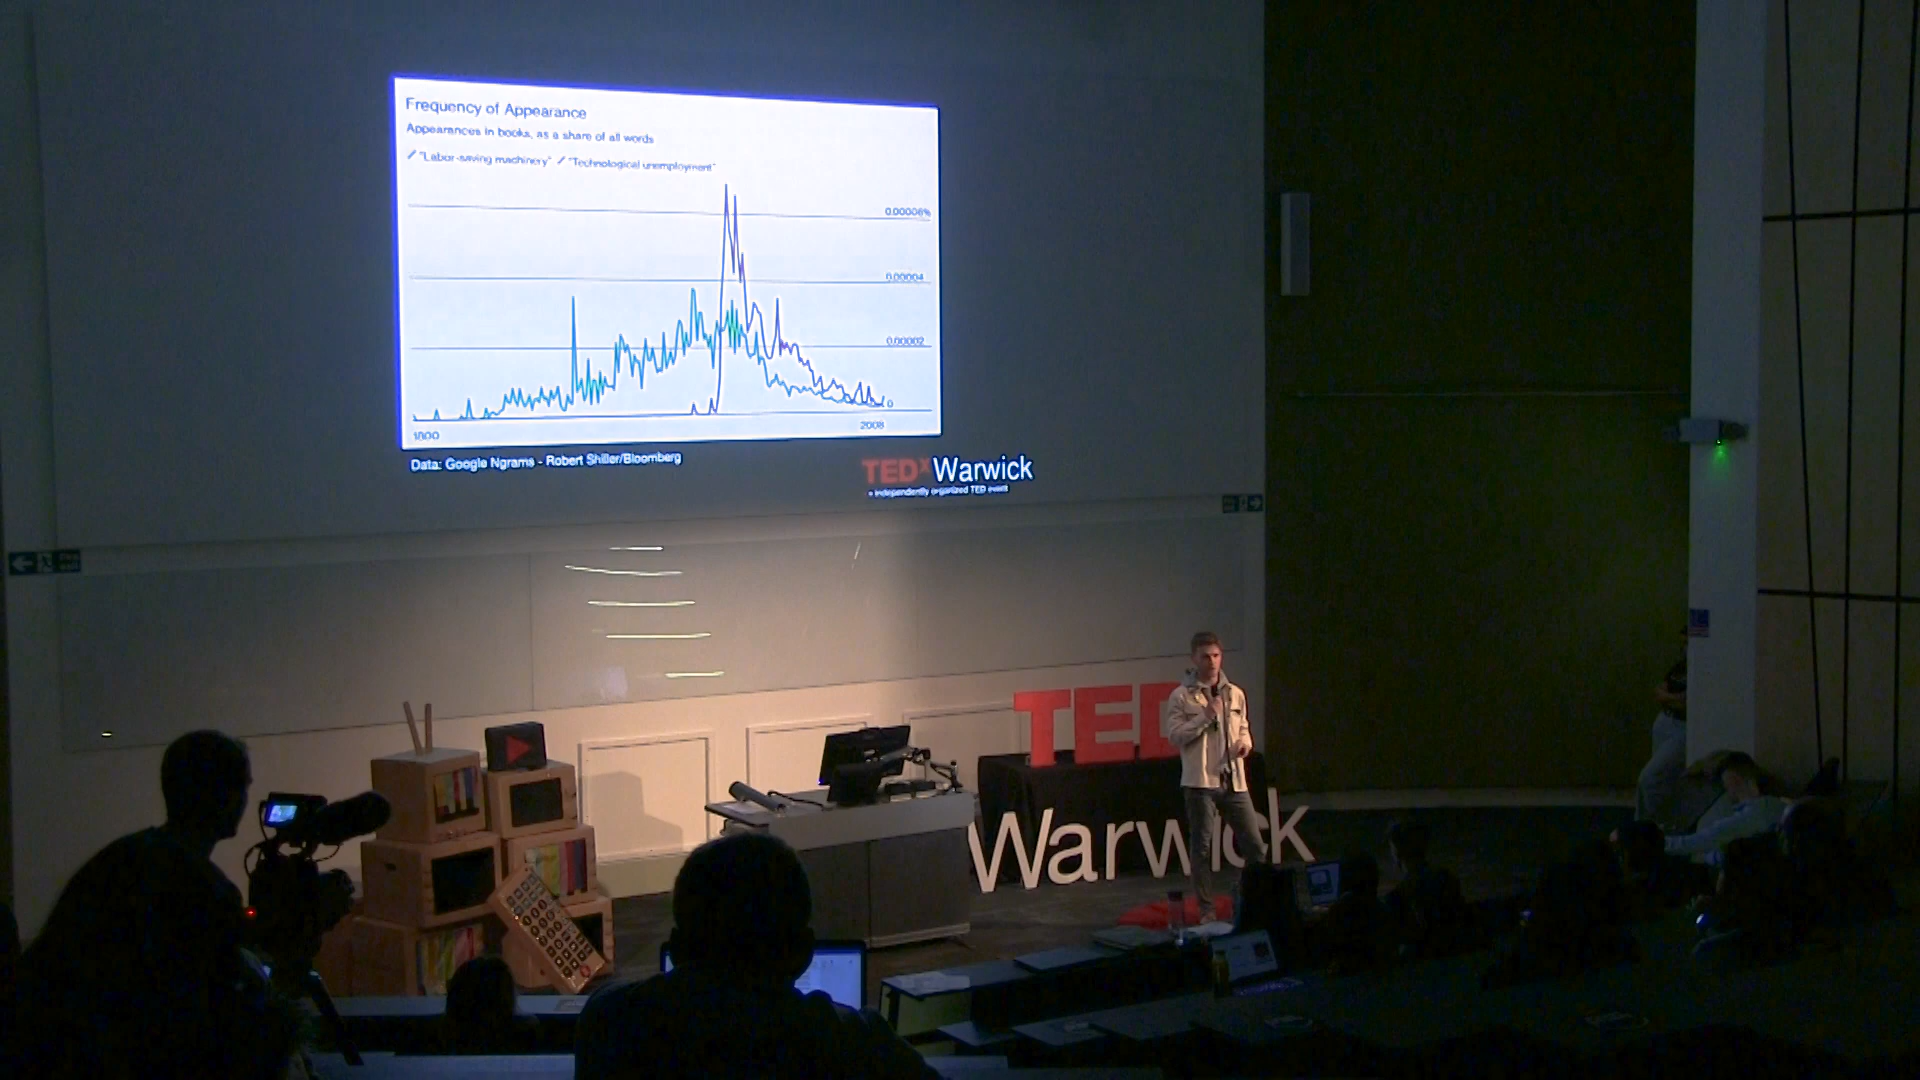 Frequency of Appearance
Appearances in books, as a share of all words
"Labor-saving machinery" "Technological unemployment"
0.00006%
0.00004
0.00002
0
1800
2008
Data: Google Ngrams - Robert Shiller/Bloomberg
TEDxWarwick
independently organized TED event
TED
Warwick